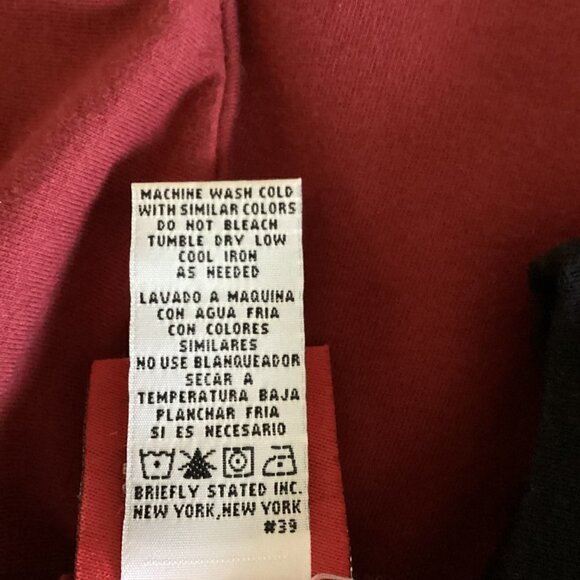 MACHINE WASH COLD
WITH SIMILAR COLORS
DO NOT BLEACH
TUMBLE DRY LOW
COOL IRON
AS NEEDED
LAVADO A MAQUINA
CON AGUA FRIA
CON COLORES
SIMILARES
NO USE BLANQUEADOR
SECAR A
TEMPERATURA BAJA
PLANCHAR FRIA
SI ES NECESARIO
BRIEFLY STATED INC.
NEW YORK, NEW YORK
#39